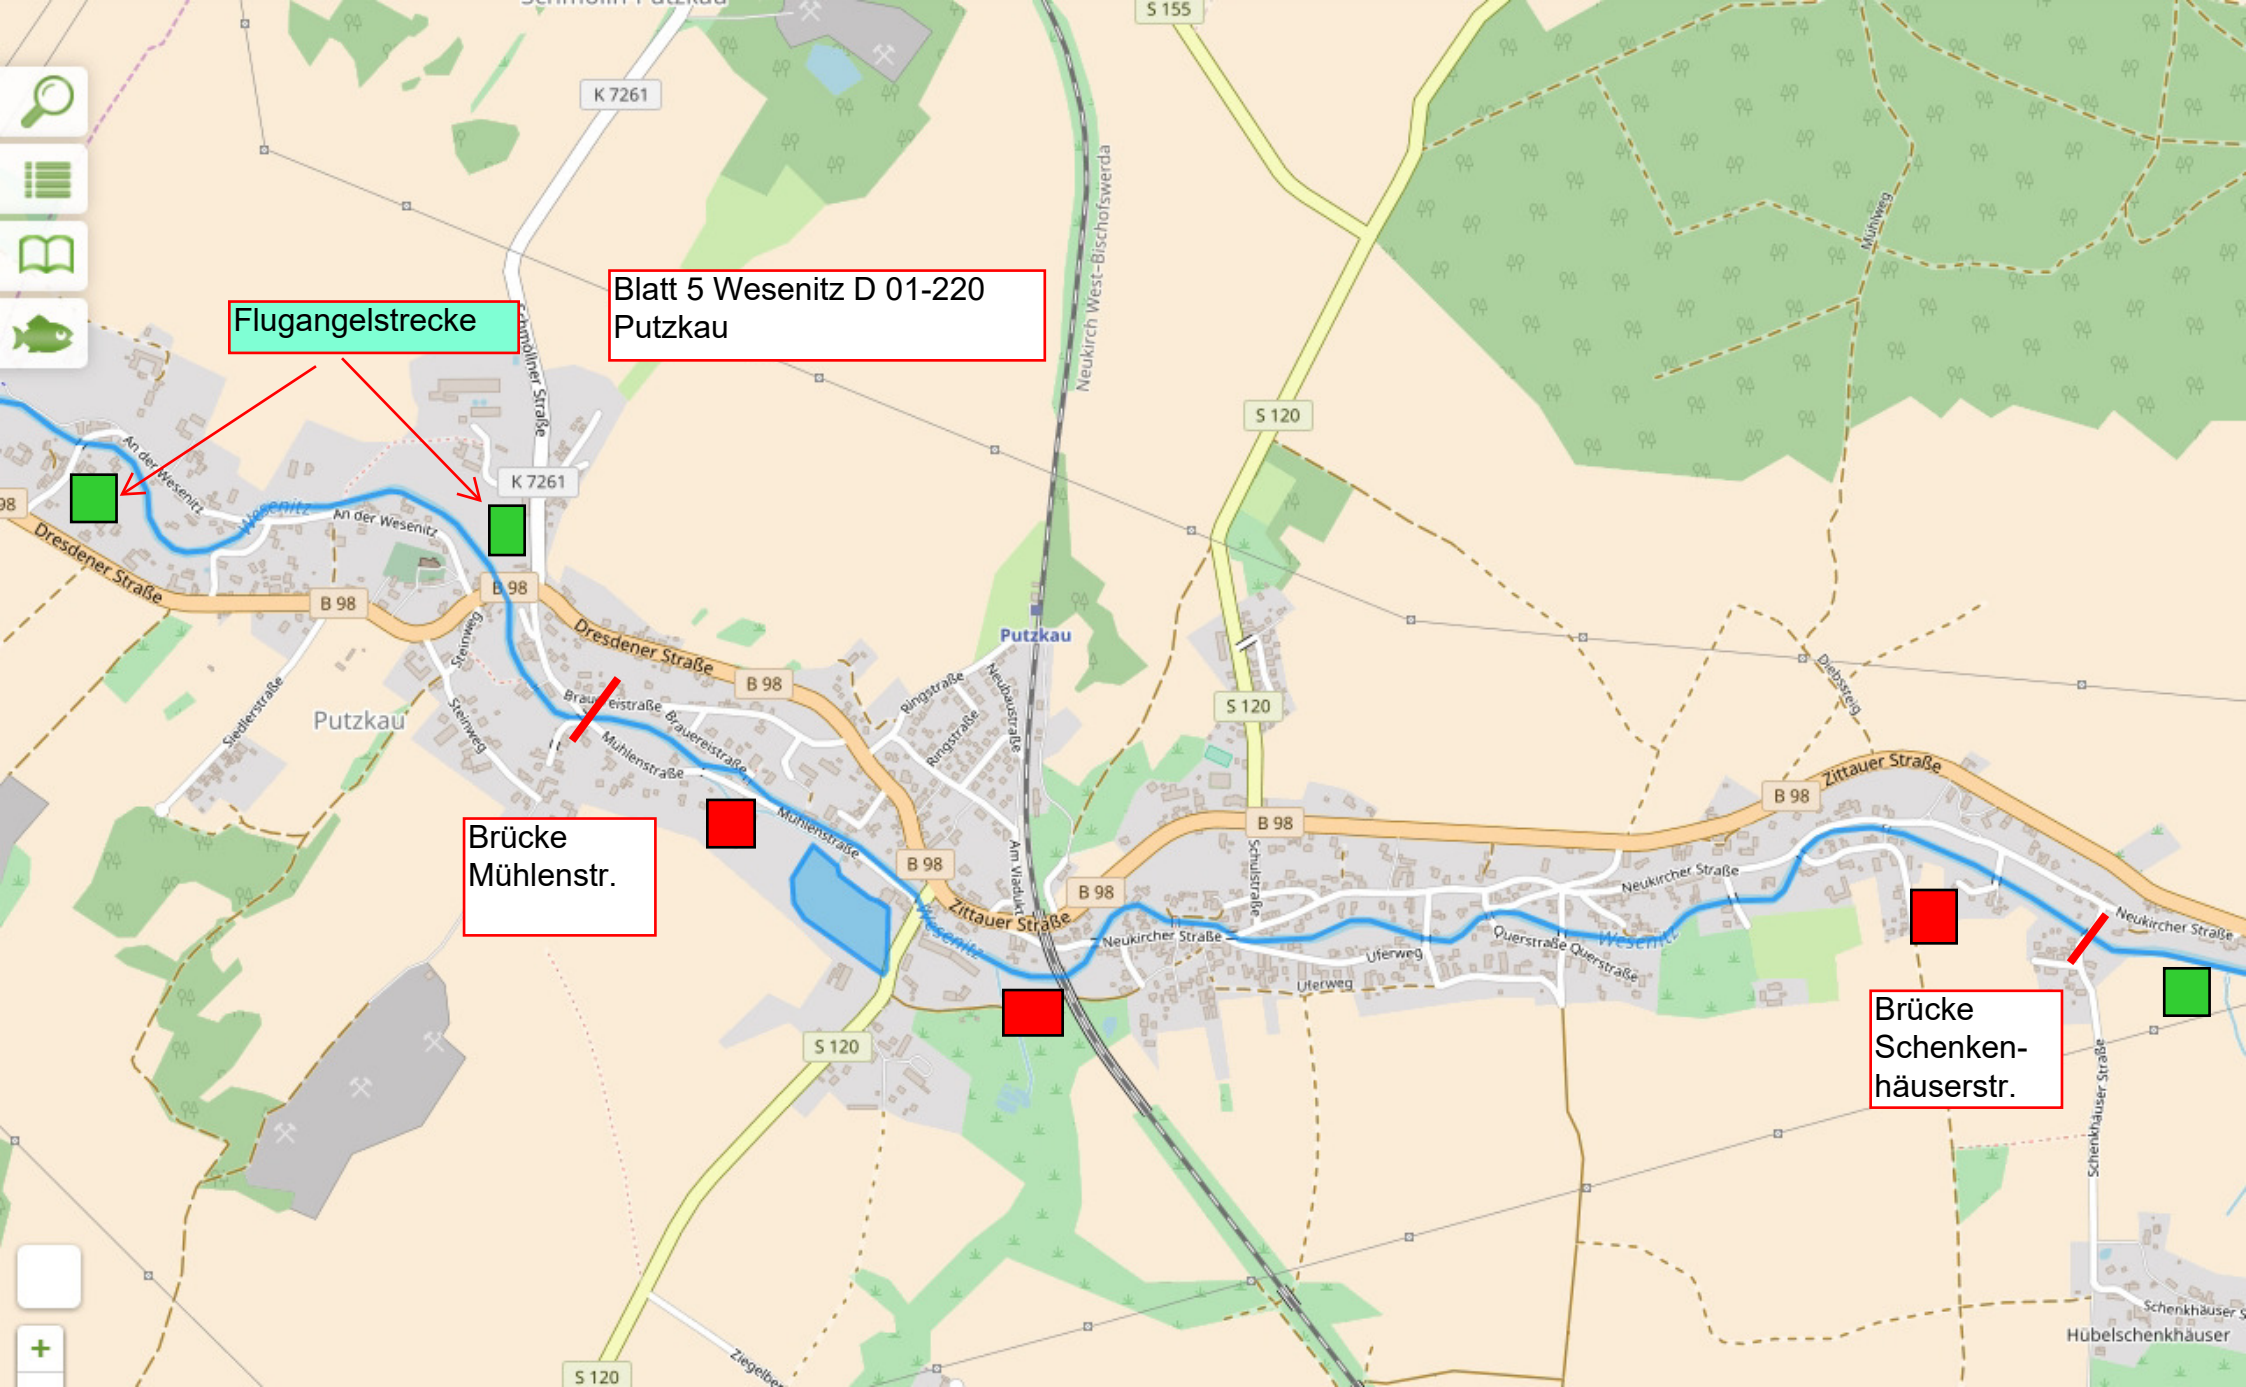 Schmölln-Putzkau
S 155
K 7261
Neukirch West-Bischofswerda
Mühlweg
Blatt 5 Wesenitz D 01-220
Putzkau
Flugangelstrecke
Schmöllner Straße
S 120
An der Wesenitz
K 7261
98
Wesenitz
An der Wesenitz
Dresdener Straße
B 98
B 98
Steinweg
Dresdener Straße
Putzkau
B 98
Ringstraße
Neubaustraße
Ringstraße
S 120
Diebssteig
Siedlerstraße
Putzkau
Steinweg
Brauereistraße
Brauereistraße
Mühlenstraße
Mühlenstraße
Zittauer Straße
B 98
B 98
Brücke
Mühlenstr.
B 98
Am Viadukt
B 98
Schulstraße
Zittauer Straße
Wesenitz
Neukircher Straße
Neukircher Straße
Uferweg
Uferweg
Querstraße
Querstraße
Wesenitz
Neukircher Straße
Brücke
Schenken-
häuserstr.
S 120
Schenkhäuser Straße
Schenkhäuser S
Hübelschenkhäuser
Ziegelber
S 120
+